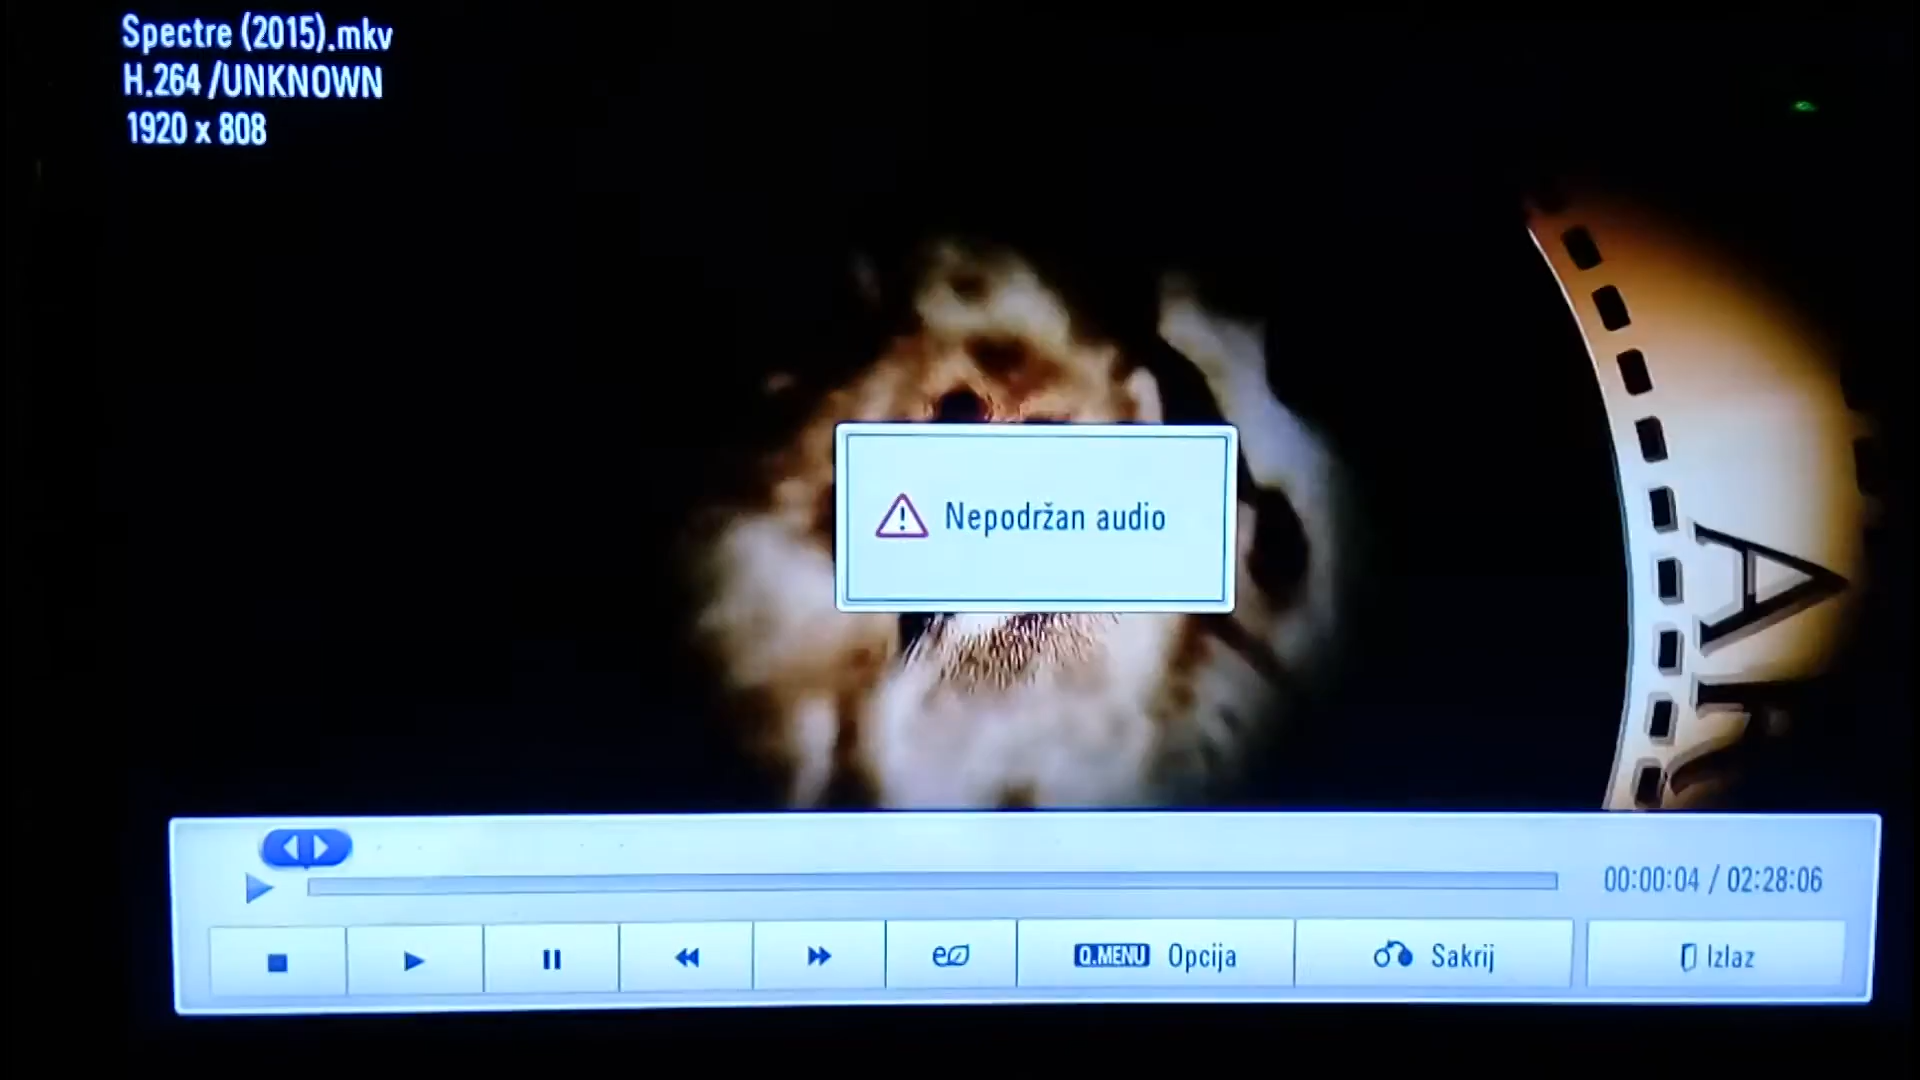 Spectre (2015).mkv
H.264 /UNKNOWN
1920 x 808
Nepodržan audio
A
00:00:04 / 02:28:06
Q.MENU Opcija
Sakrij
Izlaz